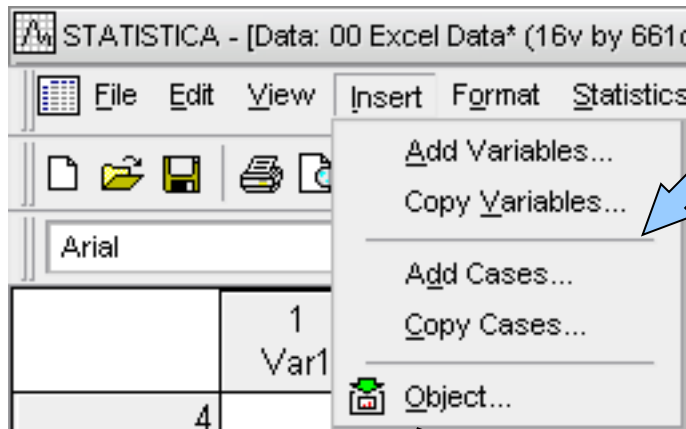 STATISTICA - [Data: 00 Excel Data* (16v by 661c
File Edit View Insert Format Statistics
Add Variables...
Copy Variables...
Arial
Add Cases...
Copy Cases...
1
Var1
Object...
4